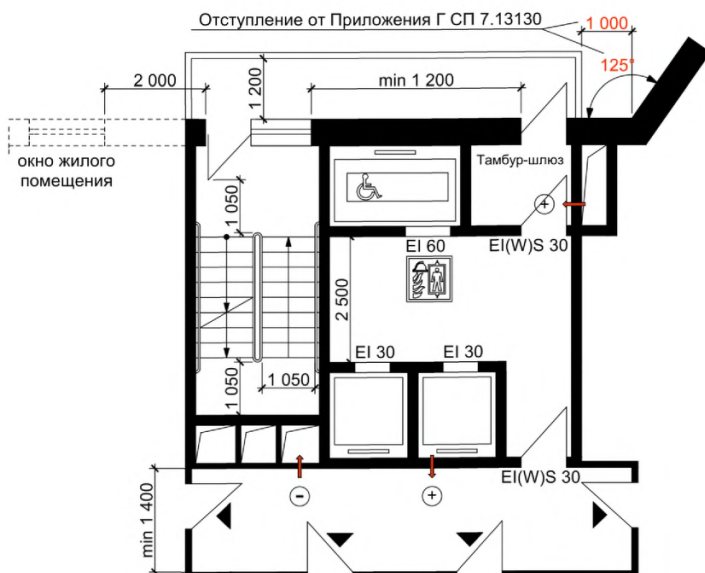 Отступление от Приложения Г СП 7.13130
1 000
125°
2 000
1 200
min 1 200
окно жилого
помещения
Тамбур-шлюз
1 050
+
EI 60
EI(W)S 30
2 500
EI 30
EI 30
1 050
1 050
EI(W)S 30
min 1 400
-
+